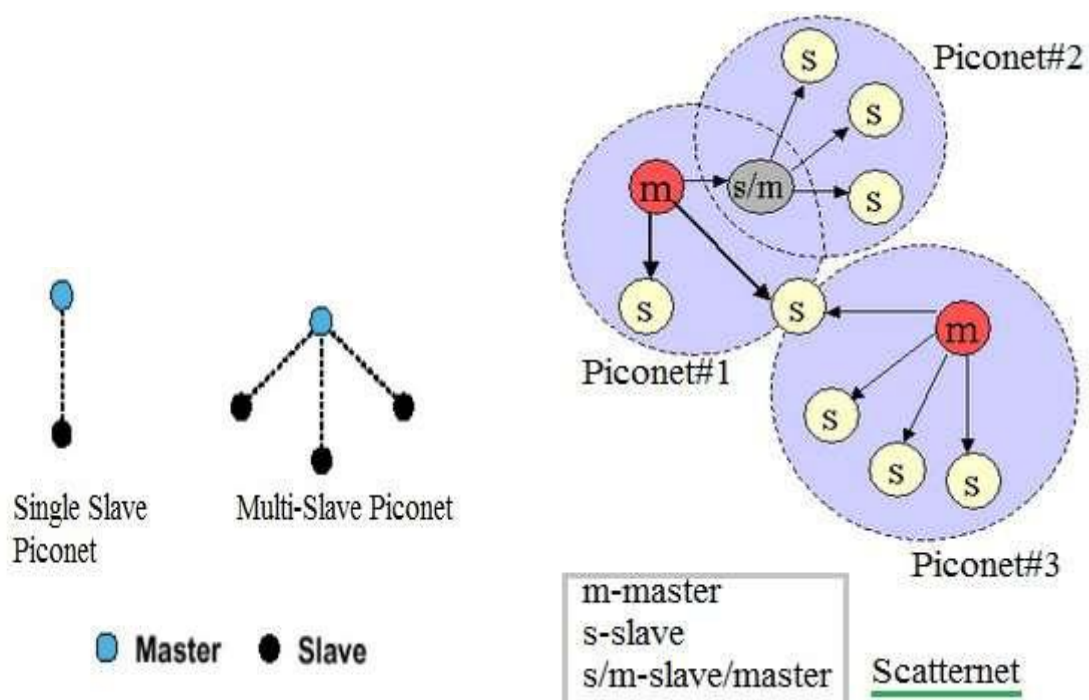 Single Slave
Piconet
Multi-Slave Piconet
Master
Slave
Piconet#2
s
s
s
s/m
m
s
s
Piconet#1
m
s
s
s
Piconet#3
m-master
s-slave
s/m-slave/master
Scatternet